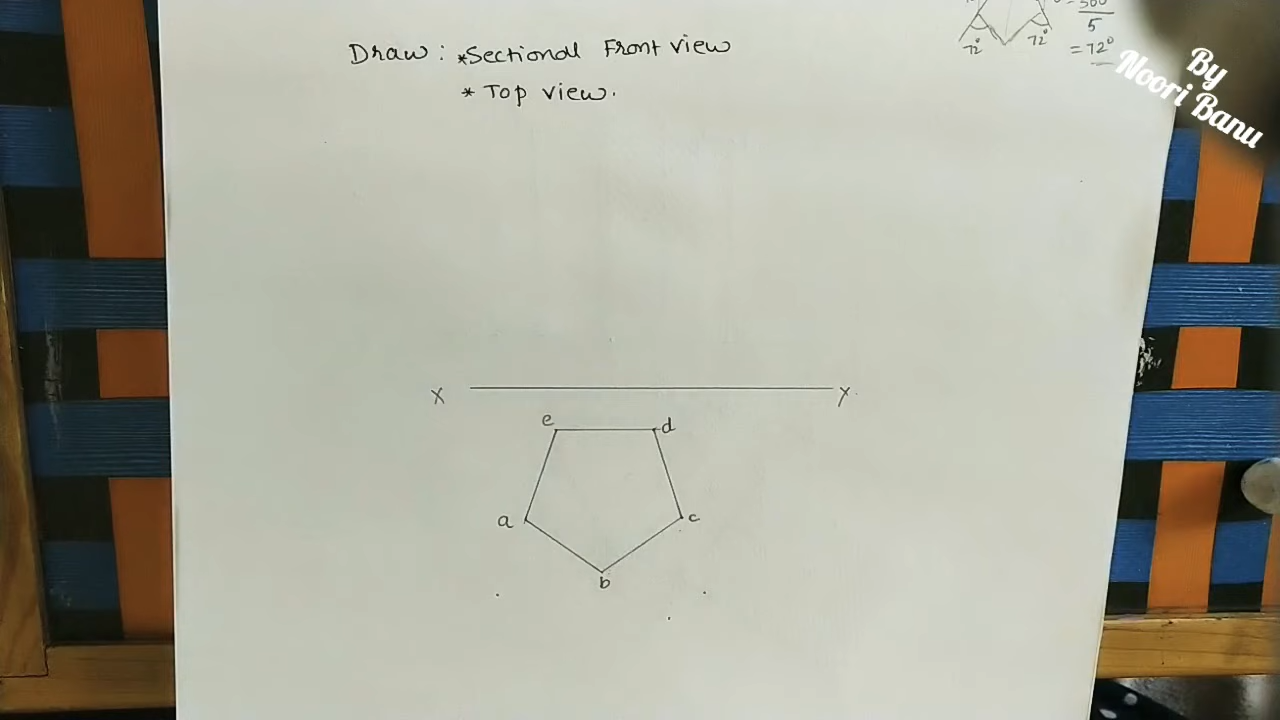 Draw: *Sectional Front view
* Top view.
5
72° 72° = 72°
By
Noori Banu
X Y
e d
a c
b